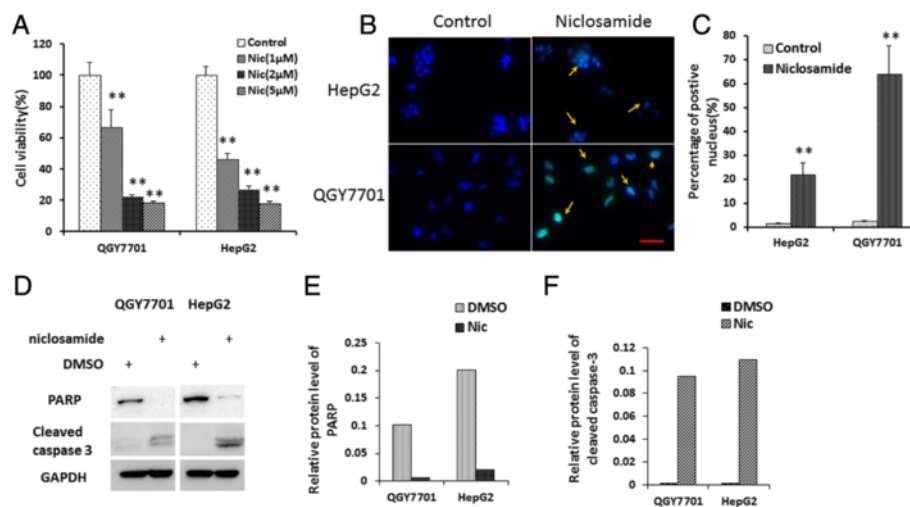 A
Cell viability(%)
120
100
80
60
40
20
0
Control
Nic(1μM)
Nic(2μM)
Nic(5μM)
**
**
**
**
**
**
QGY7701
HepG2
B
Control
Niclosamide
HepG2
QGY7701
C
Percentage of postive
nucleus(%)
80
70
60
50
40
30
20
10
0
Control
Niclosamide
**
**
HepG2
QGY7701
D
QGY7701 HepG2
niclosamide
+
+
DMSO
+
+
PARP
Cleaved
caspase 3
GAPDH
E
DMSO
Nic
Relative protein level of
PARP
0.25
0.2
0.15
0.1
0.05
0
QGY7701
HepG2
F
DMSO
Nic
Relative protein level of
cleaved caspase-3
0.12
0.1
0.08
0.06
0.04
0.02
0
QGY7701
HepG2